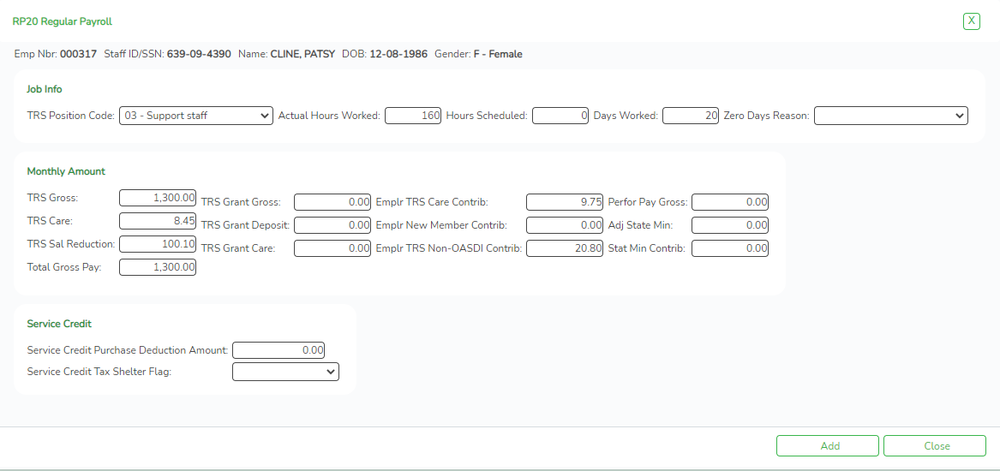 RP20 Regular Payroll
X
Emp Nbr: 000317 Staff ID/SSN: 639-09-4390 Name: CLINE, PATSY DOB: 12-08-1986 Gender: F - Female
Job Info
TRS Position Code: 03 - Support staff Actual Hours Worked: 160 Hours Scheduled: 0 Days Worked: 20 Zero Days Reason:
Monthly Amount
TRS Gross: 1,300.00 TRS Grant Gross: 0.00 Emplr TRS Care Contrib: 9.75 Perfor Pay Gross: 0.00
TRS Care: 8.45 TRS Grant Deposit: 0.00 Emplr New Member Contrib: 0.00 Adj State Min: 0.00
TRS Sal Reduction: 100.10 TRS Grant Care: 0.00 Emplr TRS Non-OASDI Contrib: 20.80 Stat Min Contrib: 0.00
Total Gross Pay: 1,300.00
Service Credit
Service Credit Purchase Deduction Amount: 0.00
Service Credit Tax Shelter Flag:
Add Close